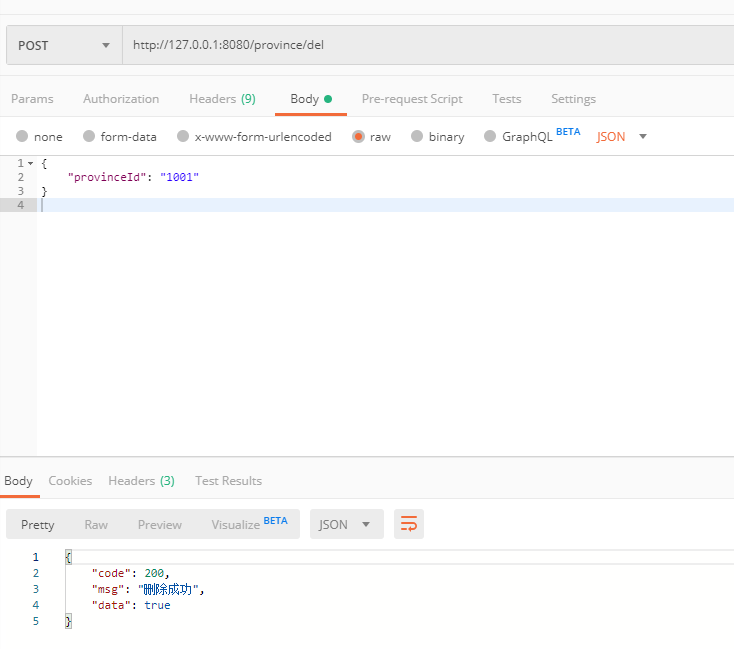 POST http://127.0.0.1:8080/province/del
Params Authorization Headers (9) Body Pre-request Script Tests Settings
none form-data x-www-form-urlencoded raw binary GraphQL BETA JSON
1 {
2 "provinceId": "1001"
3 }
4
Body Cookies Headers (3) Test Results
Pretty Raw Preview Visualize BETA JSON
1 {
2 "code": 200,
3 "msg": "删除成功",
4 "data": true
5 }